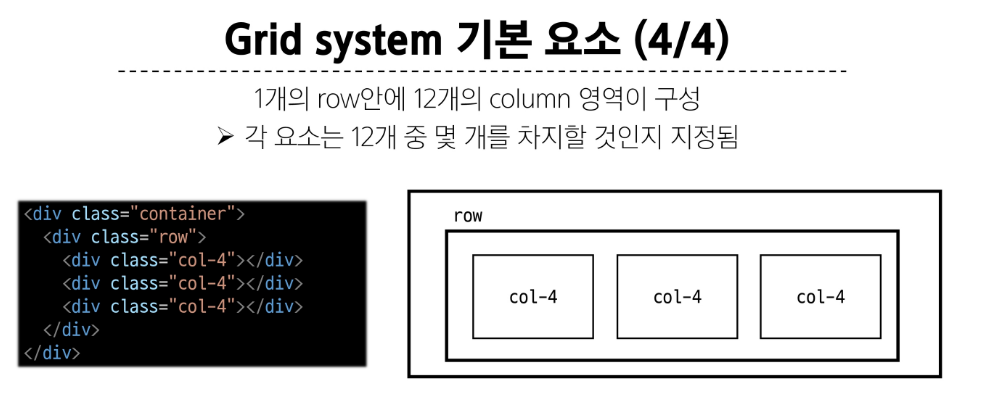 Grid system 기본 요소 (4/4)
1개의 row안에 12개의 column 영역이 구성
➢ 각 요소는 12개 중 몇 개를 차지할 것인지 지정됨
<div class="container">
  <div class="row">
    <div class="col-4"></div>
    <div class="col-4"></div>
    <div class="col-4"></div>
  </div>
</div>
row
col-4 col-4 col-4